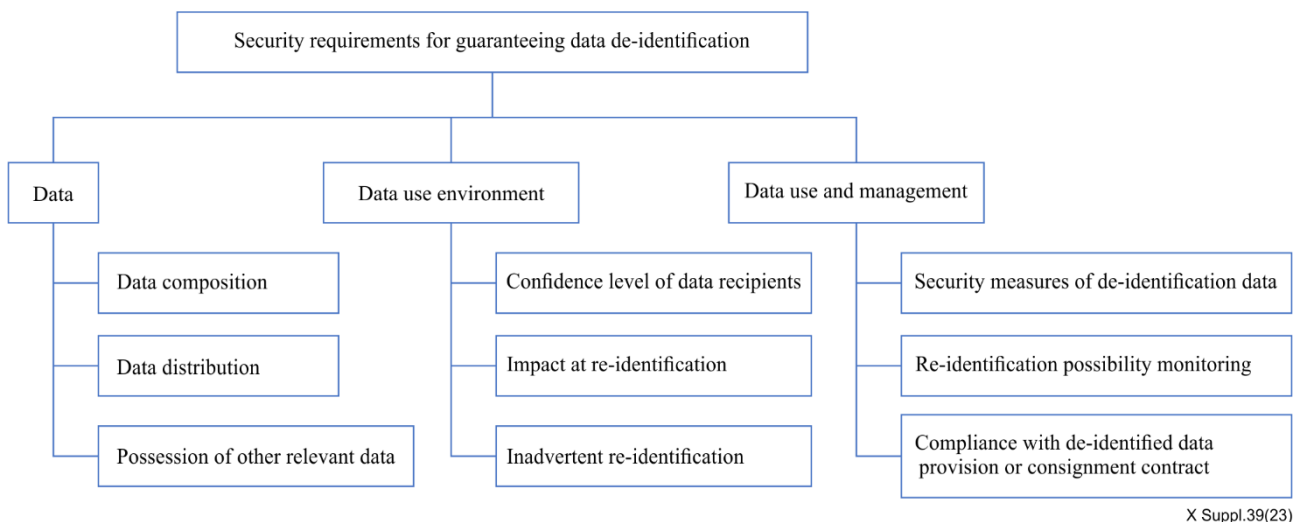 Security requirements for guaranteeing data de-identification
Data
Data use environment
Data use and management
Data composition
Data distribution
Possession of other relevant data
Confidence level of data recipients
Impact at re-identification
Inadvertent re-identification
Security measures of de-identification data
Re-identification possibility monitoring
Compliance with de-identified data
provision or consignment contract
X Suppl.39(23)